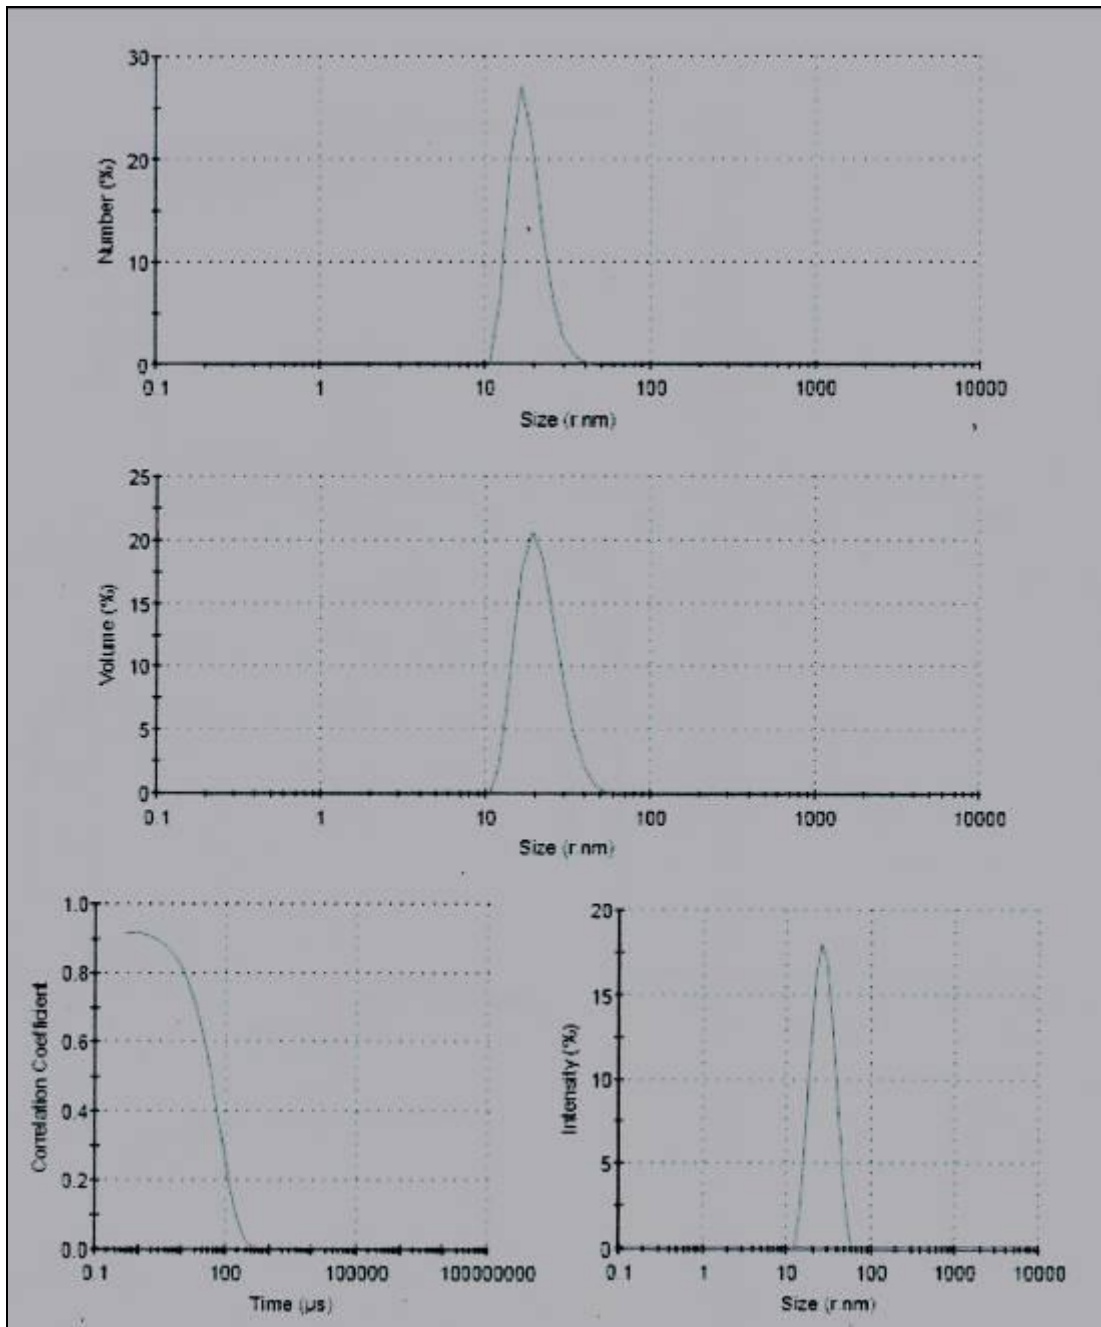 30
20
10
0
Number (%)
0.1 1 10 100 1000 10000
Size (r.nm)
25
20
15
10
5
0
Volume (%)
0.1 1 10 100 1000 10000
Size (r.nm)
1.0
0.8
0.6
0.4
0.2
0.0
Correlation Coefficient
0.1 100 100000 100000000
Time (µs)
20
15
10
5
0
Intensity (%)
0.1 1 10 100 1000 10000
Size (r.nm)